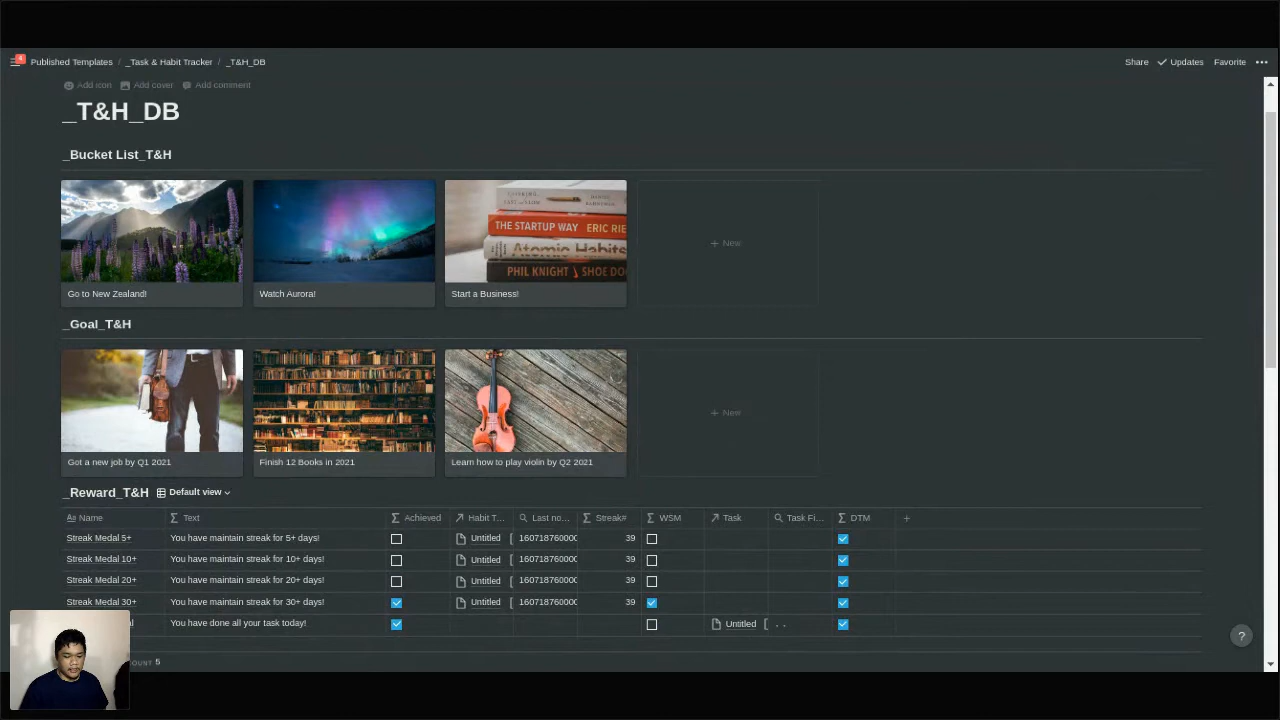 4
Published Templates / _Task & Habit Tracker / _T&H_DB
Share Updates Favorite
Add icon Add cover Add comment
_T&H_DB
_Bucket List_T&H
THE STARTUP WAY ERIC RIE
Atomic Habits
PHIL KNIGHT SHOE DO
Go to New Zealand!
Watch Aurora!
Start a Business!
+ New
_Goal_T&H
Got a new job by Q1 2021
Finish 12 Books in 2021
Learn how to play violin by Q2 2021
+ New
_Reward_T&H Default view
Aa Name Σ Text Σ Achieved Habit T... Last no... Σ Streak# Σ WSM Task Task Fi... Σ DTM +
Streak Medal 5+ You have maintain streak for 5+ days! Untitled 160718760000 39
Streak Medal 10+ You have maintain streak for 10+ days! Untitled 160718760000 39
Streak Medal 20+ You have maintain streak for 20+ days! Untitled 160718760000 39
Streak Medal 30+ You have maintain streak for 30+ days! Untitled 160718760000 39
You have done all your task today! Untitled
OUNT 5
?